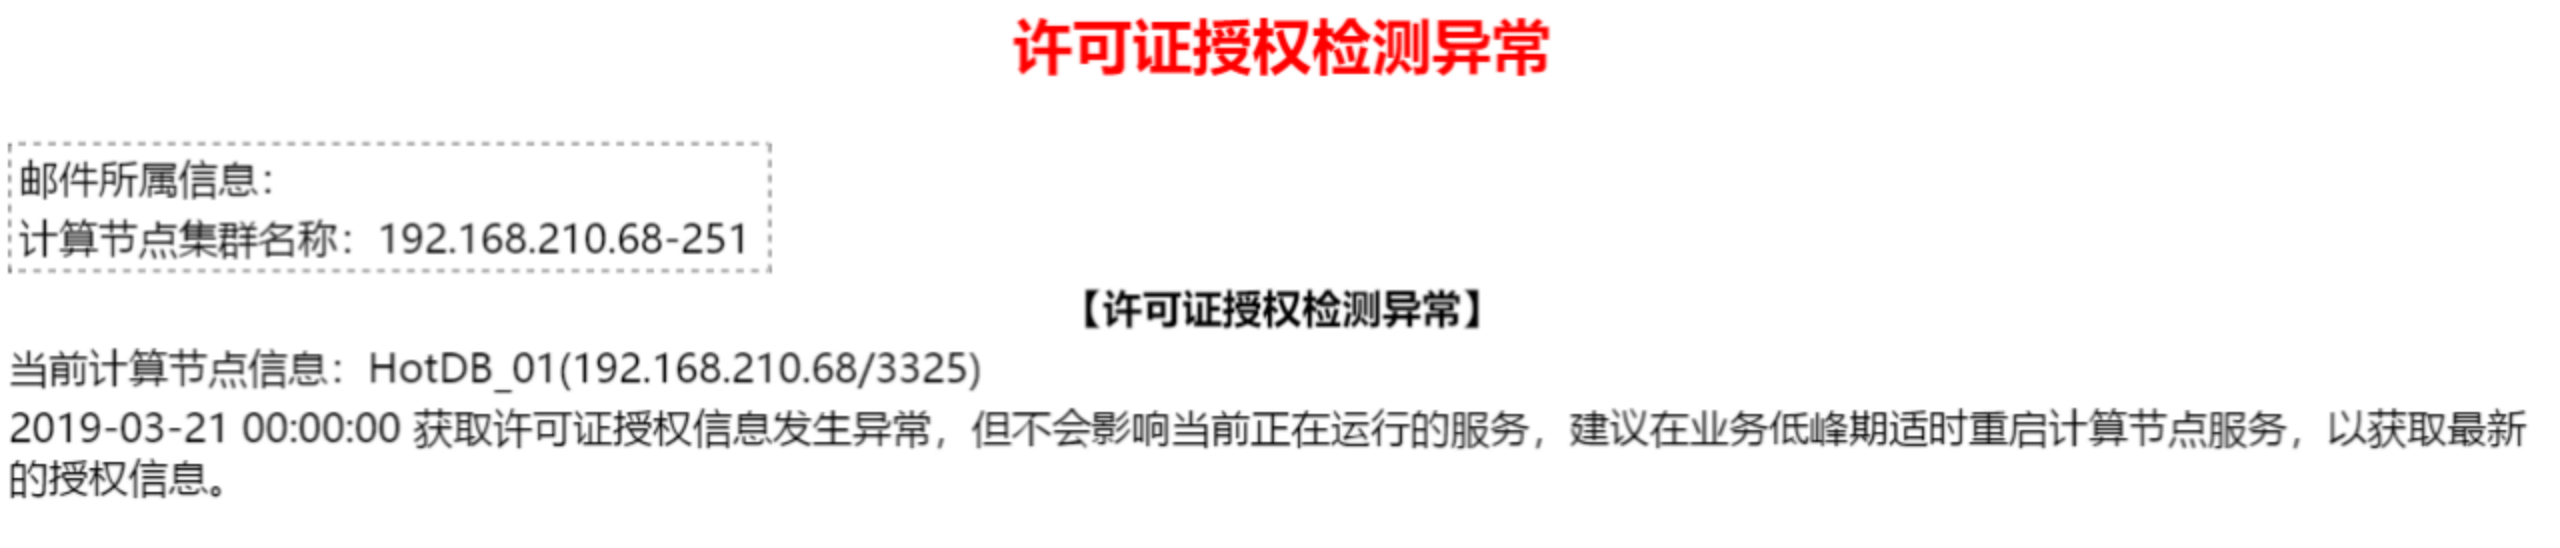 许可证授权检测异常
邮件所属信息：
计算节点集群名称：192.168.210.68-251
【许可证授权检测异常】
当前计算节点信息：HotDB_01(192.168.210.68/3325)
2019-03-21 00:00:00 获取许可证授权信息发生异常，但不会影响当前正在运行的服务，建议在业务低峰期适时重启计算节点服务，以获取最新
的授权信息。